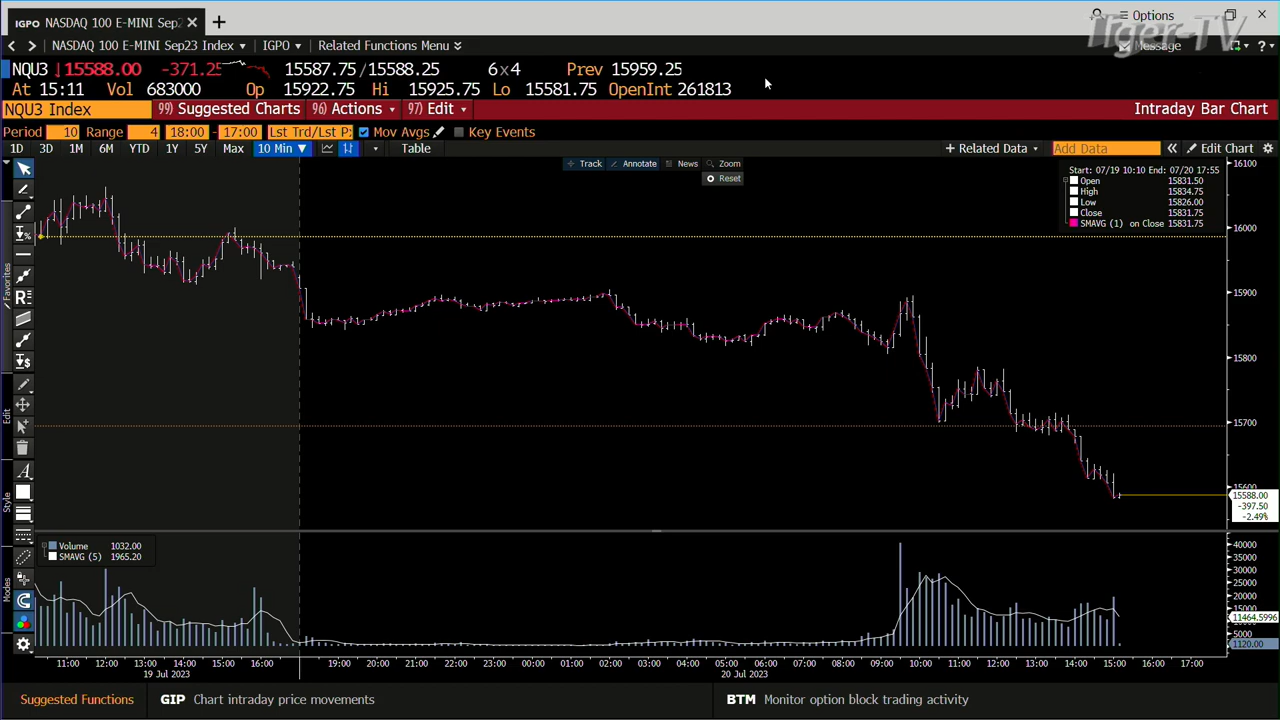 IGPO NASDAQ 100 E-MINI Sep2
Options
Tiger-TV
NASDAQ 100 E-MINI Sep23 Index IGPO Related Functions Menu
Message
NQU3 ↓15588.00 -371.25 15587.75/15588.25 6x4 Prev 15959.25
At 15:11 Vol 683000 Op 15922.75 Hi 15925.75 Lo 15581.75 OpenInt 261813
NQU3 Index 99) Suggested Charts 96) Actions 97) Edit Intraday Bar Chart
Period 10 Range 4 18:00 - 17:00 Lst Trd/Lst P Mov Avgs Key Events
1D 3D 1M 6M YTD 1Y 5Y Max 10 Min Table + Related Data Add Data Edit Chart
Track Annotate News Zoom
Reset
Start: 07/19 10:10 End: 07/20 17:55
Open 15831.50
High 15834.75
Low 15826.00
Close 15831.75
SMAVG (1) on Close 15831.75
16100
16000
15900
15800
15700
15600
15588.00
-397.50
-2.49%
Favorites
Edit
Style
Modes
Volume 1032.00
SMAVG (5) 1965.20
40000
30000
25000
20000
15000
11464.5996
5000
1120.00
11:00 12:00 13:00 14:00 15:00 16:00 19:00 20:00 21:00 22:00 23:00 00:00 01:00 02:00 03:00 04:00 05:00 06:00 07:00 08:00 09:00 10:00 11:00 12:00 13:00 14:00 15:00 16:00 17:00
19 Jul 2023 20 Jul 2023
Suggested Functions GIP Chart intraday price movements BTM Monitor option block trading activity